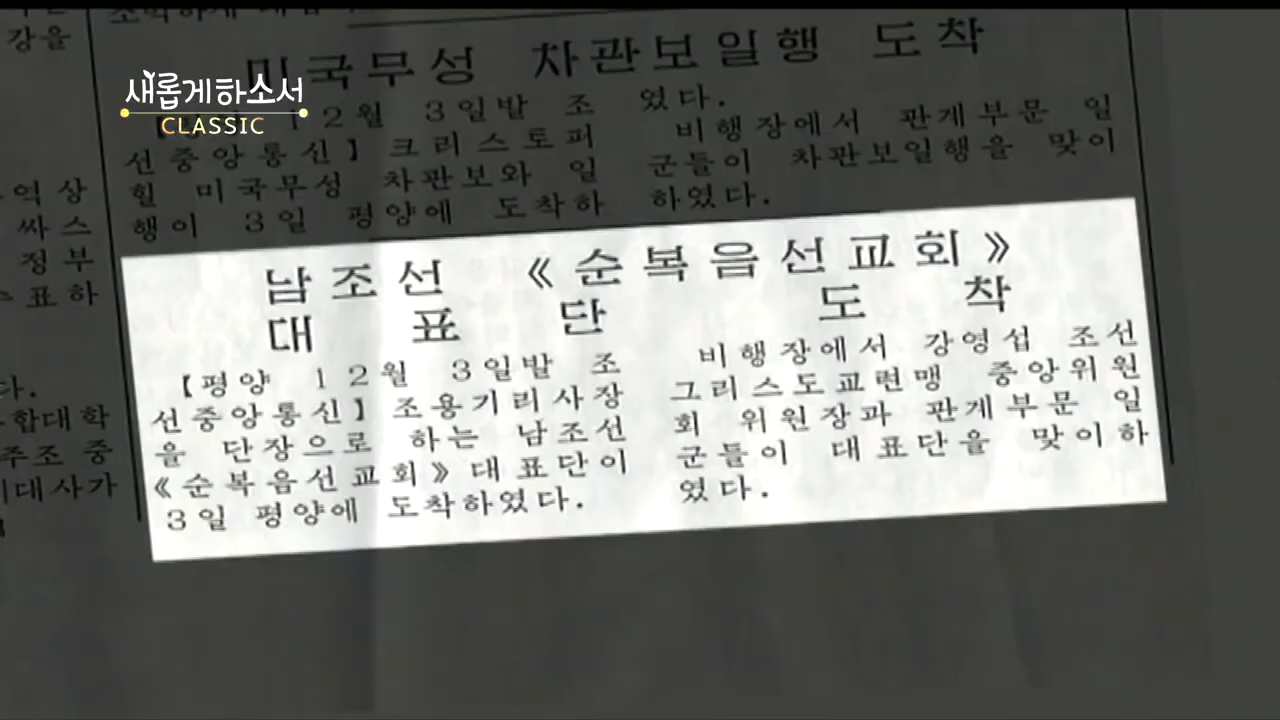 조
강을
미국무성 차관보일행 도착
새롭게하소서
CLASSIC
12월 3일발 조
선중앙통신】 크리스토퍼
힐 미국무성 차관보와 일
행이 3일 평양에 도착하
였다.
비행장에서 관계부문 일
군들이 차관보일행을 맞이
하였다.
역상
싸스
정부
표하
남조선 《순복음선교회》
대표단 도착
【평양 12월 3일발 조
선중앙통신】 조용기리사장
을 단장으로 하는 남조선
《순복음선교회》대표단이
3일 평양에 도착하였다.
비행장에서 강영섭 조선
그리스도교련맹 중앙위원
회 위원장과 관계부문 일
군들이 대표단을 맞이하
였다.
다.
합대학
주조 중
대사가